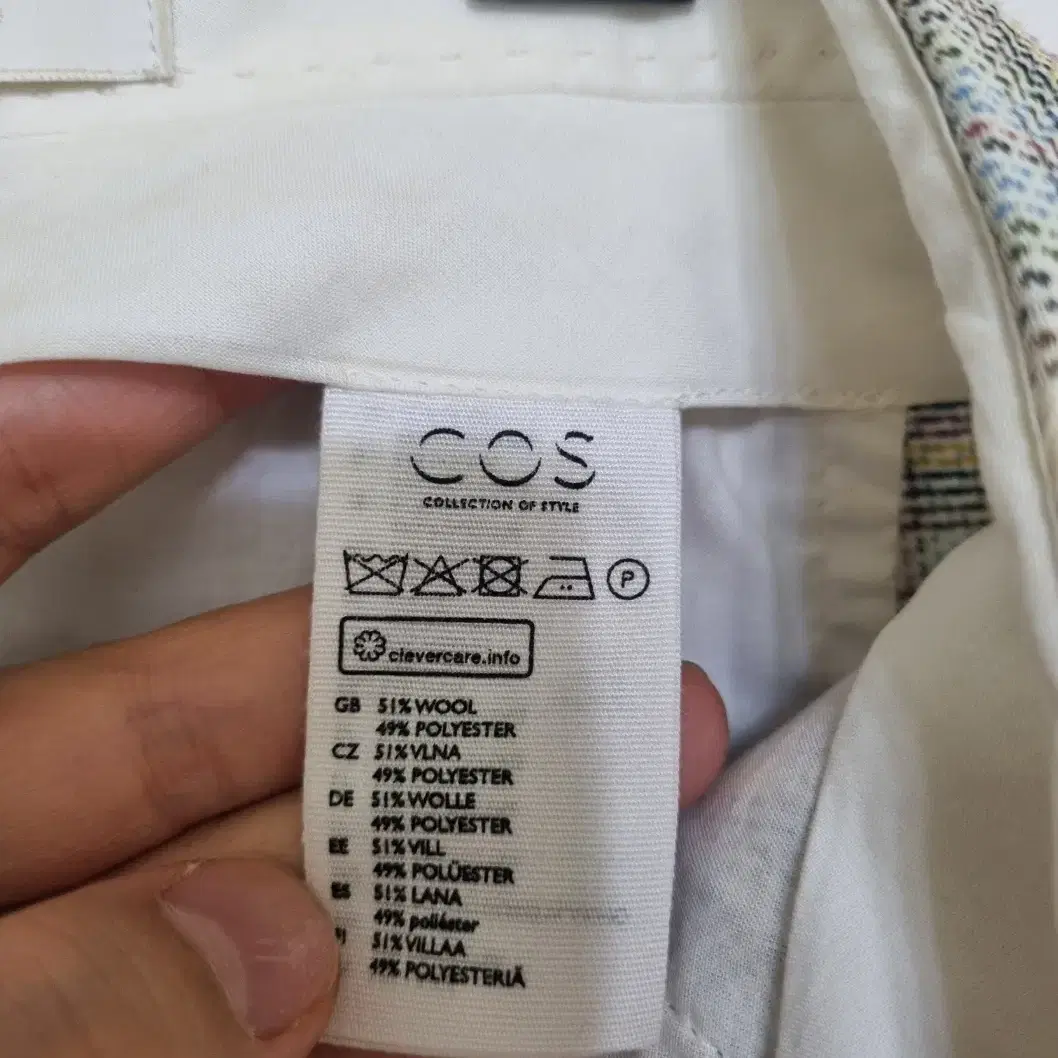 COS
COLLECTION OF STYLE
P
clevercare.info
GB 51% WOOL
49% POLYESTER
CZ 51% VLNA
49% POLYESTER
DE 51% WOLLE
49% POLYESTER
EE 51% VILL
49% POLÜESTER
ES 51% LANA
49% poliéster
51% VILLAA
49% POLYESTERIÄ